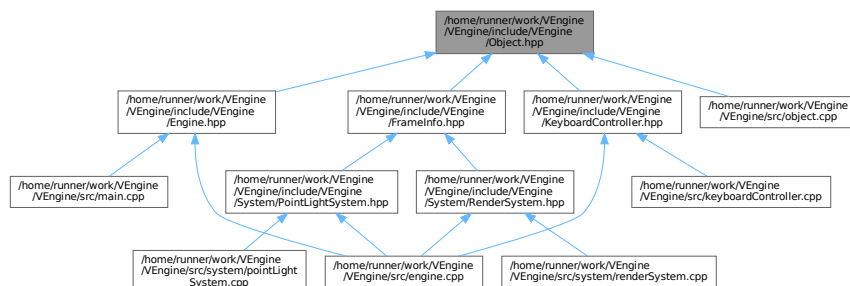 /home/runner/work/VEngine
/VEngine/include/VEngine
/Object.hpp
/home/runner/work/VEngine
/VEngine/include/VEngine
/Engine.hpp
/home/runner/work/VEngine
/VEngine/include/VEngine
/FrameInfo.hpp
/home/runner/work/VEngine
/VEngine/include/VEngine
/KeyboardController.hpp
/home/runner/work/VEngine
/VEngine/src/object.cpp
/home/runner/work/VEngine
/VEngine/src/main.cpp
/home/runner/work/VEngine
/VEngine/include/VEngine
/System/PointLightSystem.hpp
/home/runner/work/VEngine
/VEngine/include/VEngine
/System/RenderSystem.hpp
/home/runner/work/VEngine
/VEngine/src/keyboardController.cpp
/home/runner/work/VEngine
/VEngine/src/system/pointLight
System.cpp
/home/runner/work/VEngine
/VEngine/src/engine.cpp
/home/runner/work/VEngine
/VEngine/src/system/renderSystem.cpp